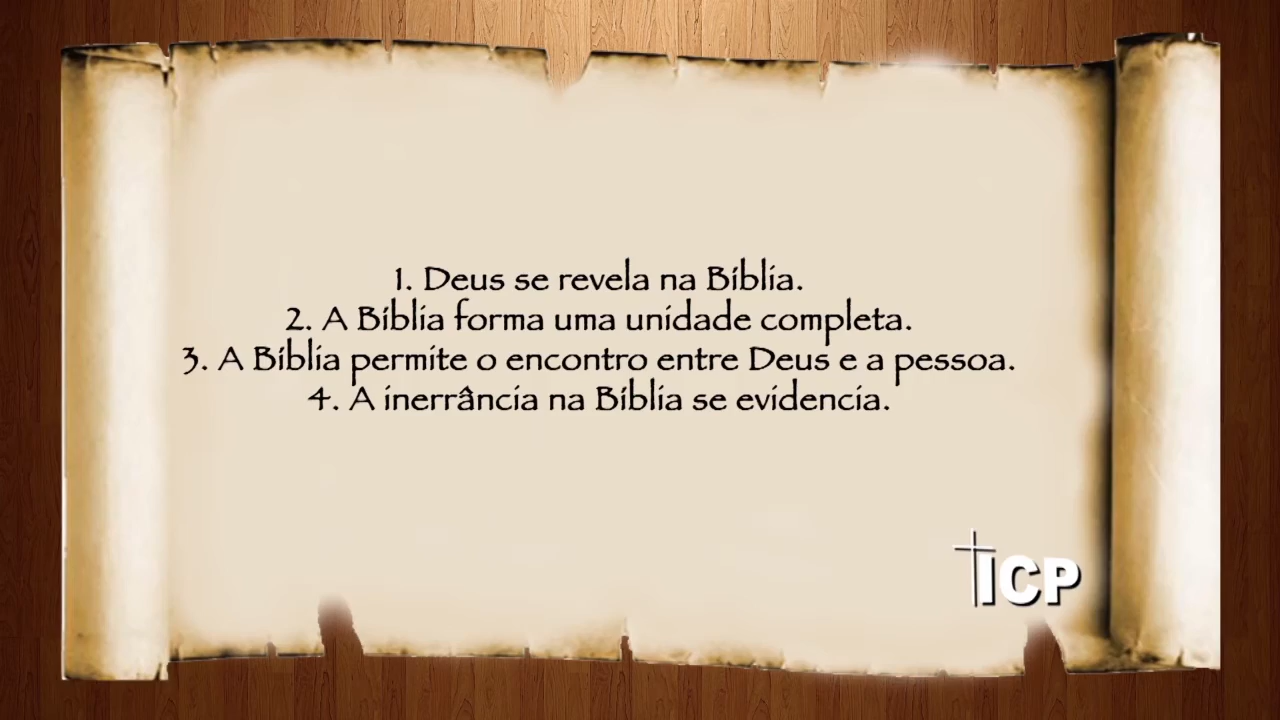 1. Deus se revela na Bíblia.
2. A Bíblia forma uma unidade completa.
3. A Bíblia permite o encontro entre Deus e a pessoa.
4. A inerrância na Bíblia se evidencia.
ICP